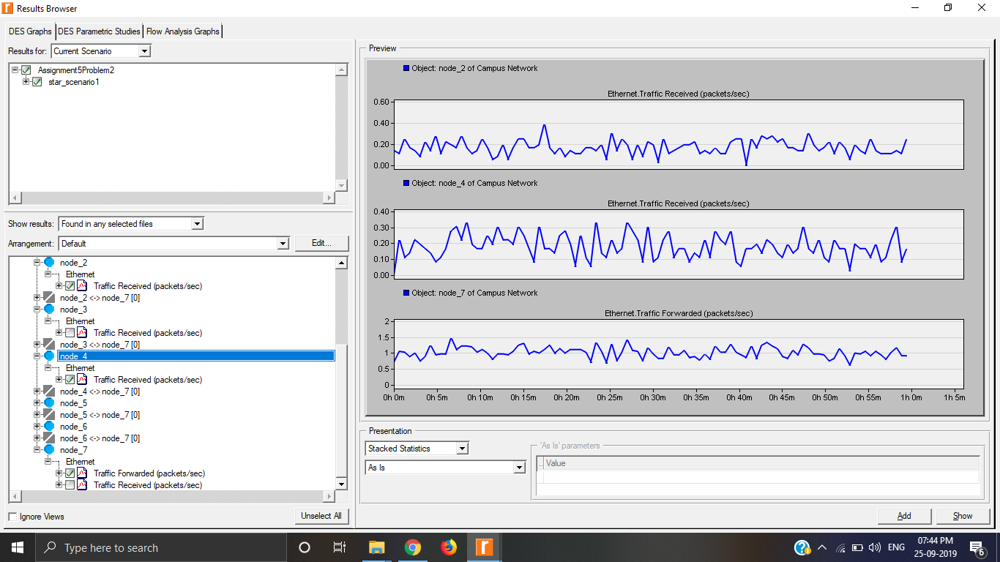 Results Browser
DES Graphs DES Parametric Studies Flow Analysis Graphs
Results for: Current Scenario
Assignment5Problem2
star_scenario1
Show results: Found in any selected files
Arrangement: Default Edit...
node_2
Ethernet
Traffic Received (packets/sec)
node_2 <-> node_7 [0]
node_3
Ethernet
Traffic Received (packets/sec)
node_3 <-> node_7 [0]
node_4
Ethernet
Traffic Received (packets/sec)
node_4 <-> node_7 [0]
node_5
node_5 <-> node_7 [0]
node_6
node_6 <-> node_7 [0]
node_7
Ethernet
Traffic Forwarded (packets/sec)
Traffic Received (packets/sec)
Ignore Views Unselect All
Preview
Object: node_2 of Campus Network
Ethernet.Traffic Received (packets/sec)
0.60
0.40
0.20
0.00
Object: node_4 of Campus Network
Ethernet.Traffic Received (packets/sec)
0.40
0.30
0.20
0.10
0.00
Object: node_7 of Campus Network
Ethernet.Traffic Forwarded (packets/sec)
2
1.5
1
0.5
0
0h 0m 0h 5m 0h 10m 0h 15m 0h 20m 0h 25m 0h 30m 0h 35m 0h 40m 0h 45m 0h 50m 0h 55m 1h 0m 1h 5m
Presentation
Stacked Statistics
As Is
'As Is' parameters
.. Value
Add Show
Type here to search
ENG
07:44 PM
25-09-2019
6